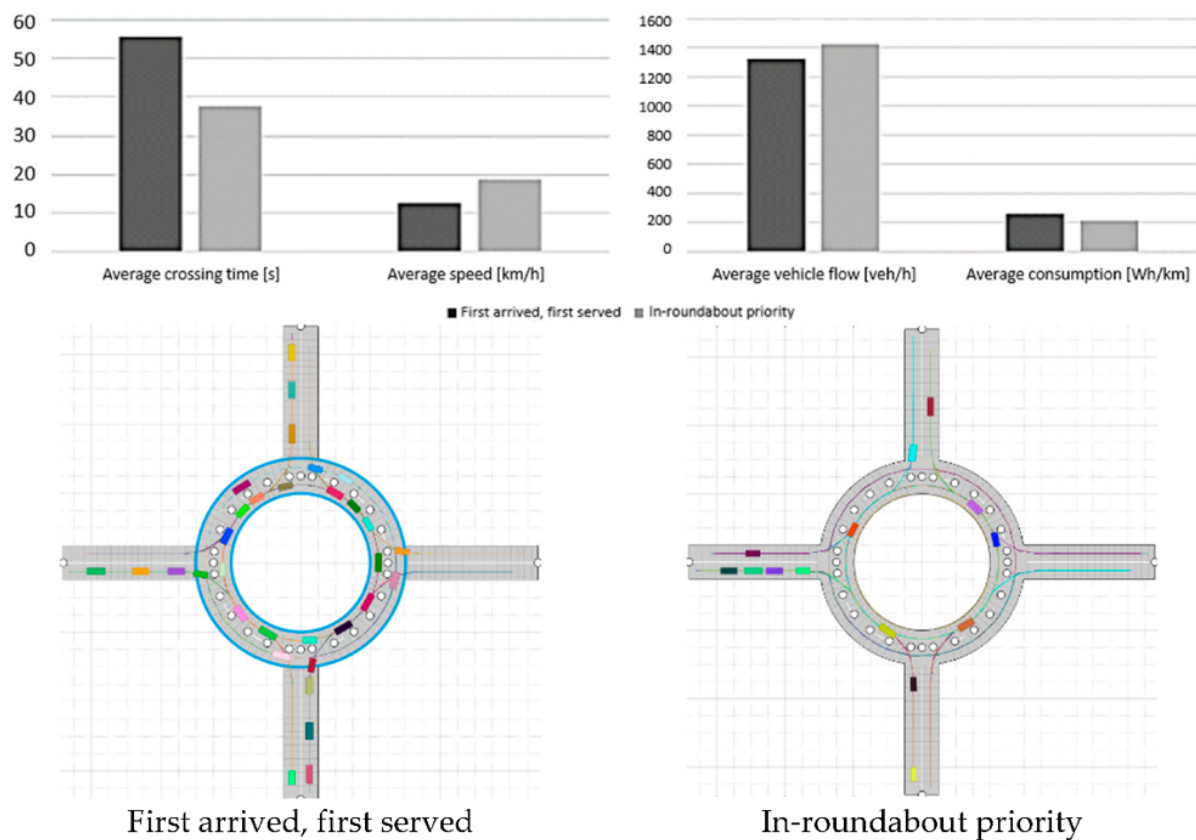 60
50
40
30
20
10
0
Average crossing time [s]
Average speed [km/h]
1600
1400
1200
1000
800
600
400
200
0
Average vehicle flow [veh/h]
Average consumption [Wh/km]
First arrived, first served
In-roundabout priority
First arrived, first served
In-roundabout priority